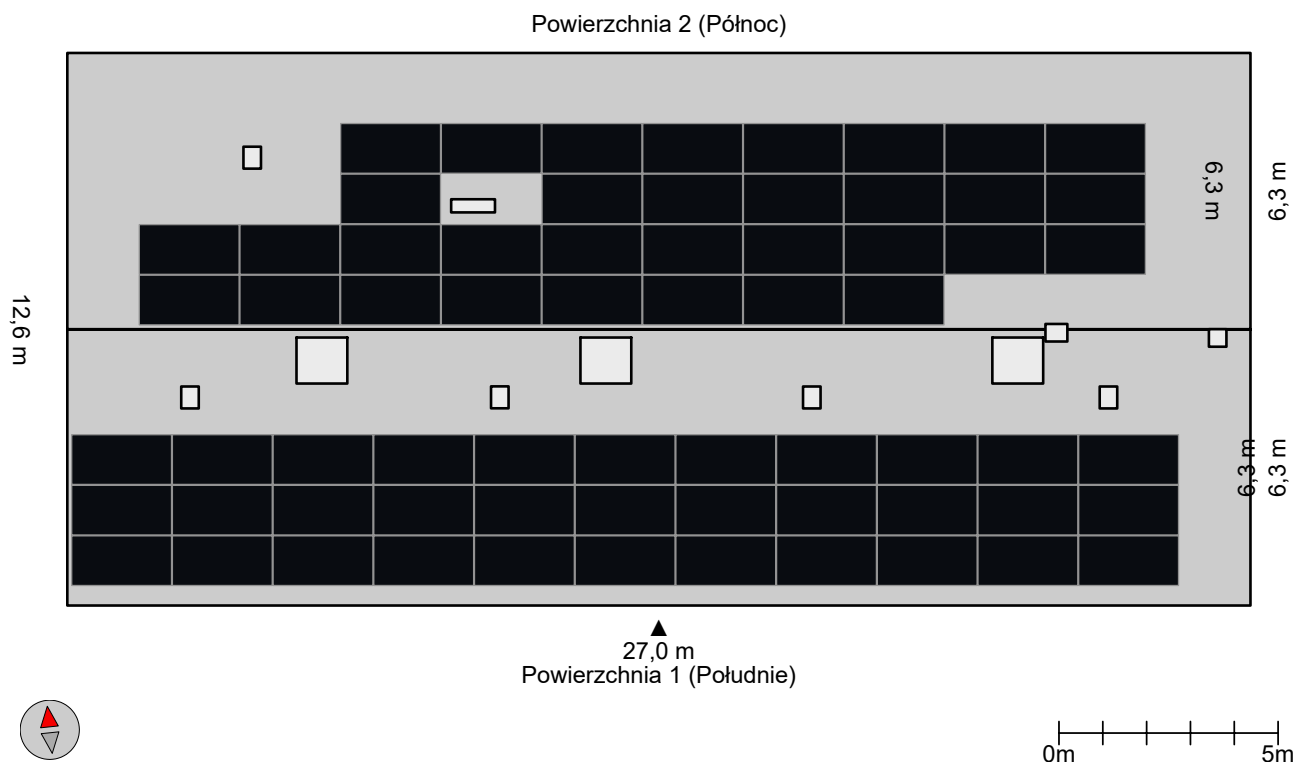 Powierzchnia 2 (Północ)
6,3 m
6,3 m
12,6 m
6,3 m
6,3 m
27,0 m
Powierzchnia 1 (Południe)
0m
5m